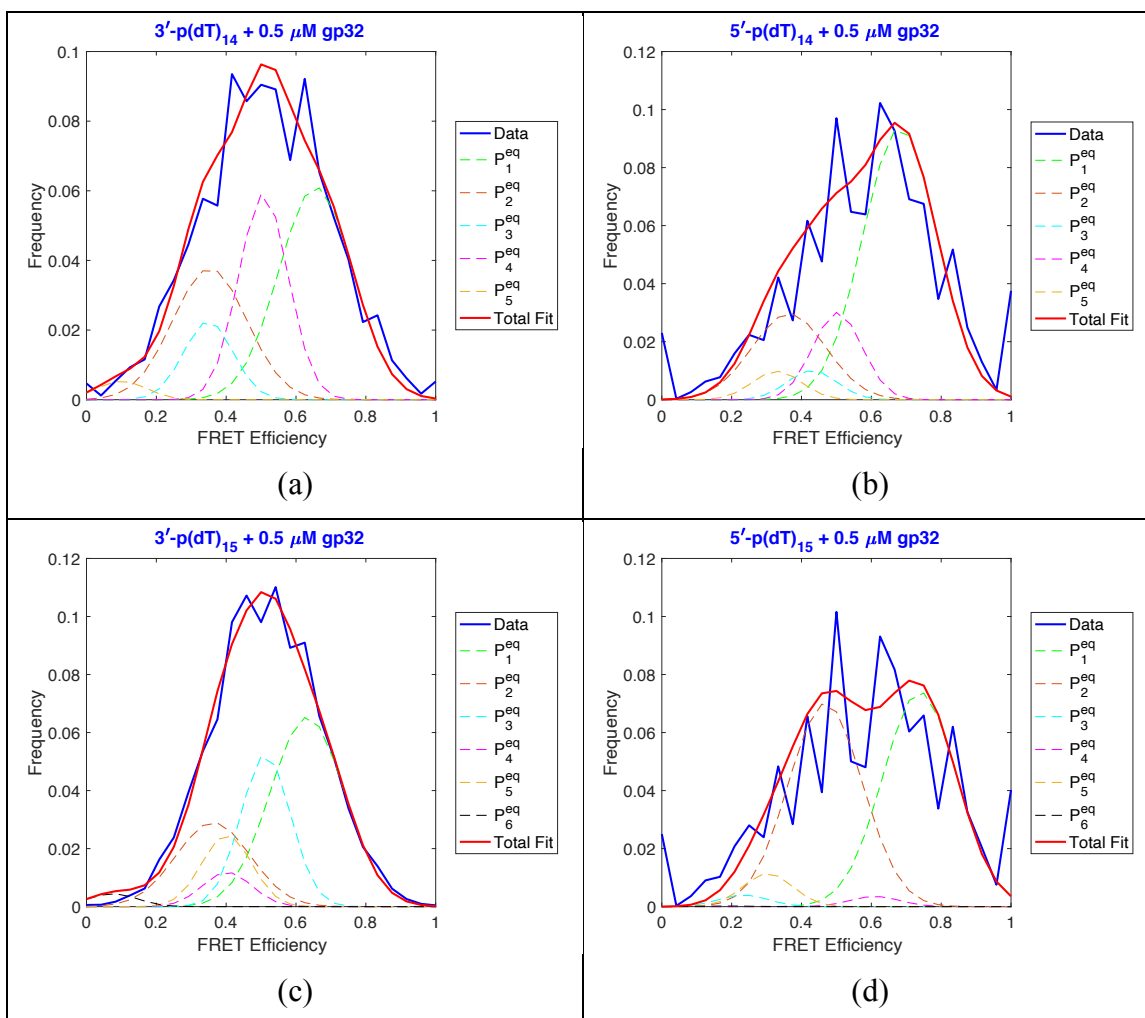 3′-p(dT)14 + 0.5 μM gp32
0.1
0.08
0.06
0.04
0.02
0
Frequency
0 0.2 0.4 0.6 0.8 1
FRET Efficiency
Data
P1eq
P2eq
P3eq
P4eq
P5eq
Total Fit
(a)
5′-p(dT)14 + 0.5 μM gp32
0.12
0.1
0.08
0.06
0.04
0.02
0
Frequency
0 0.2 0.4 0.6 0.8 1
FRET Efficiency
Data
P1eq
P2eq
P3eq
P4eq
P5eq
Total Fit
(b)
3′-p(dT)15 + 0.5 μM gp32
0.12
0.1
0.08
0.06
0.04
0.02
0
Frequency
0 0.2 0.4 0.6 0.8 1
FRET Efficiency
Data
P1eq
P2eq
P3eq
P4eq
P5eq
P6eq
Total Fit
(c)
5′-p(dT)15 + 0.5 μM gp32
0.12
0.1
0.08
0.06
0.04
0.02
0
Frequency
0 0.2 0.4 0.6 0.8 1
FRET Efficiency
Data
P1eq
P2eq
P3eq
P4eq
P5eq
P6eq
Total Fit
(d)